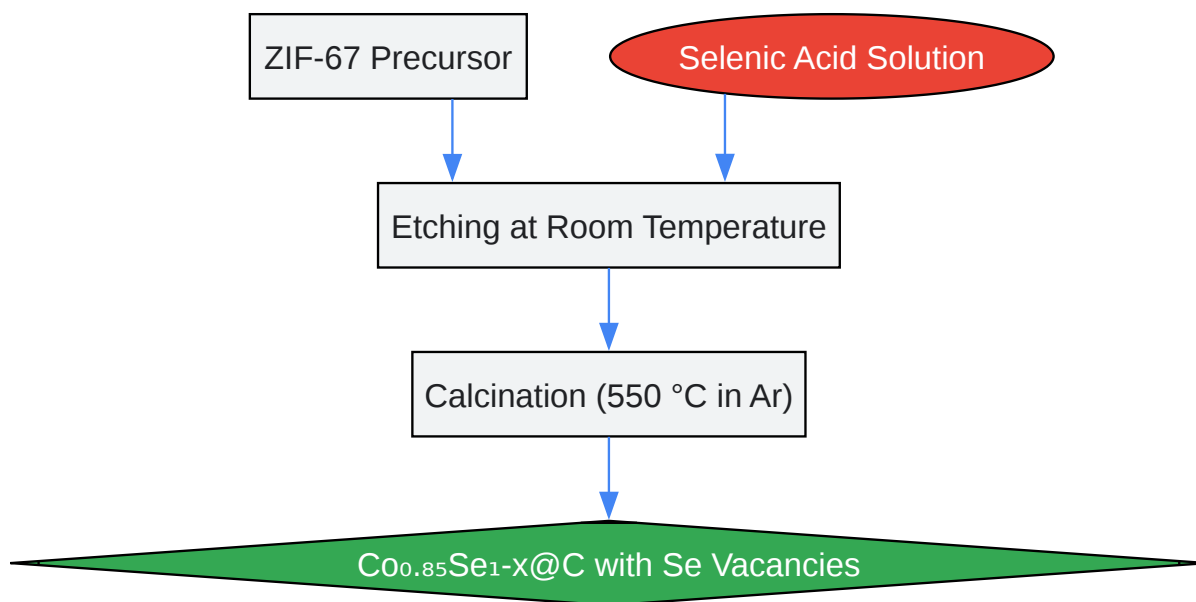 ZIF-67 Precursor
Selenic Acid Solution
Etching at Room Temperature
Calcination (550 °C in Ar)
Co₀.₈₅Se₁-x@C with Se Vacancies